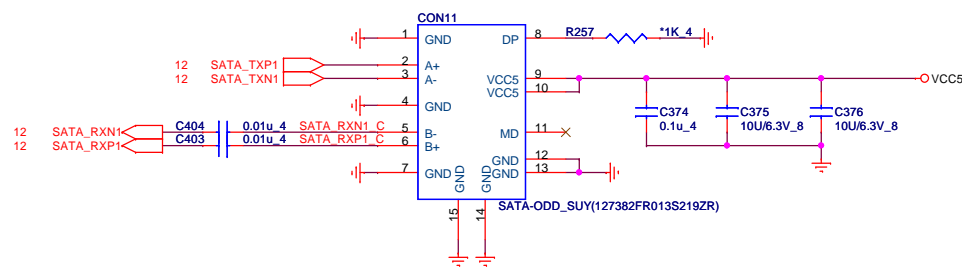 CON11
1 GND DP 8 R257 *1K_4
12 SATA_TXP1 2 A+
12 SATA_TXN1 3 A- VCC5 9 VCC5
VCC5 10
4 GND
C374
0.1u_4
C375
10U/6.3V_8
C376
10U/6.3V_8
12 SATA_RXN1 C404 0.01u_4 SATA_RXN1_C 5 B- MD 11
12 SATA_RXP1 C403 0.01u_4 SATA_RXP1_C 6 B+
GND 12
7 GND GND 13
GND GND
15 14
SATA-ODD_SUY(127382FR013S219ZR)